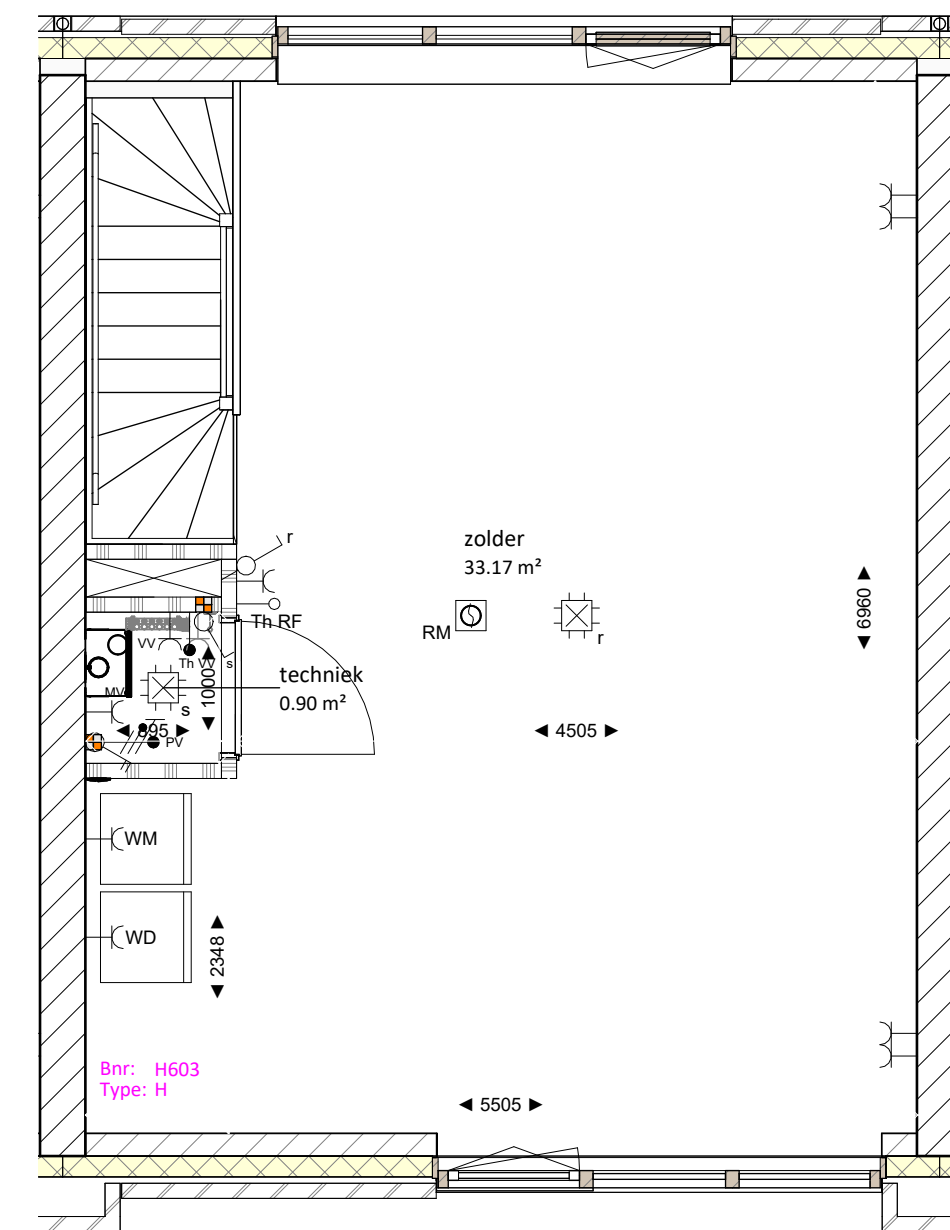 r
zolder
33.17 m²
Th RF
RM
r
6960
VV
Th VV
s
MV
techniek
0.90 m²
1000
s
895
PV
4505
WM
WD
2348
Bnr: H603
Type: H
5505